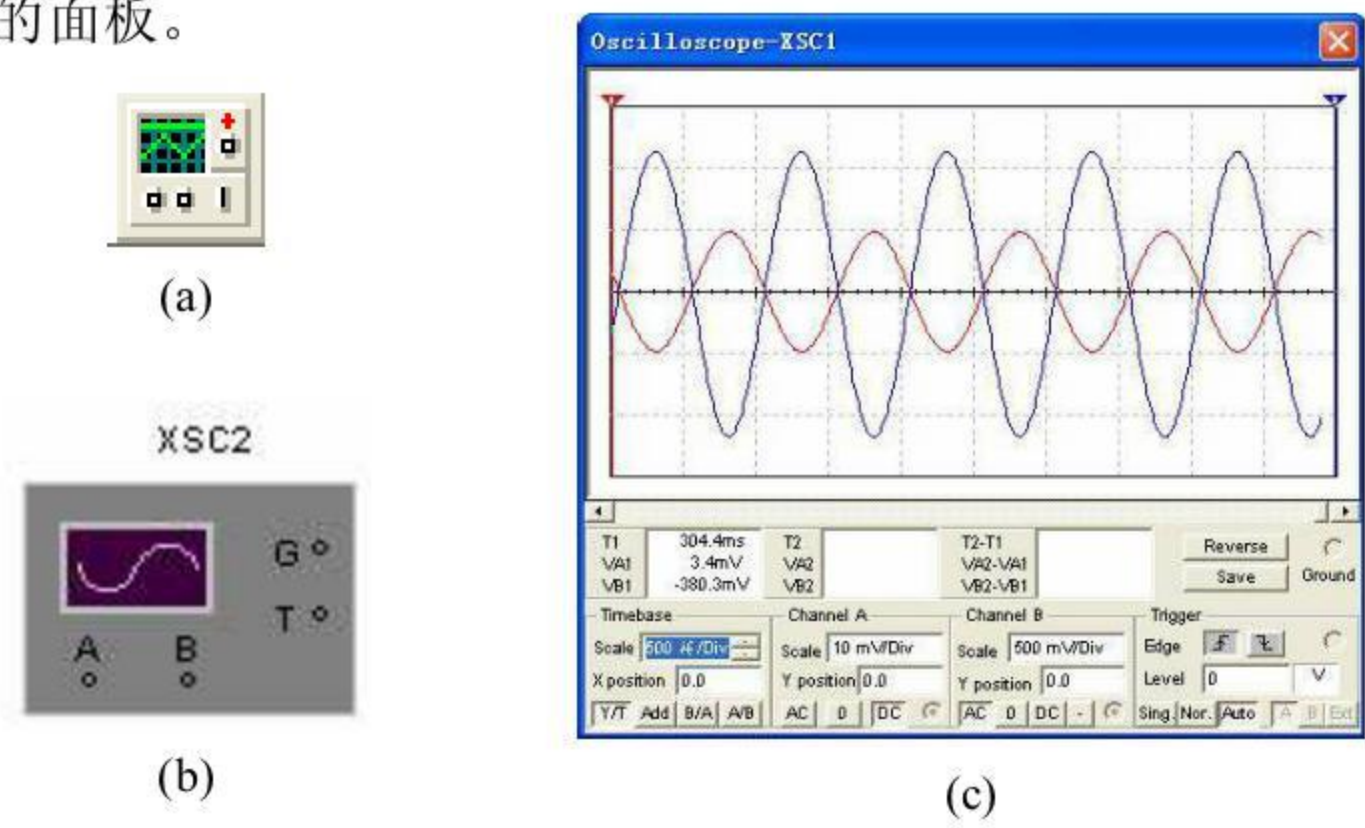 的面板。
(a)
XSC2
G
T
A B
(b)
Oscilloscope-XSC1
T1 304.4ms T2 T2-T1
VA1 3.4mV VA2 VA2-VA1
VB1 -380.3mV VB2 VB2-VB1
Reverse
Save
Ground
Timebase
Scale 500 /Div
X position 0.0
Y/T Add B/A A/B
Channel A
Scale 10 mV/Div
Y position 0.0
AC 0 DC
Channel B
Scale 500 mV/Div
Y position 0.0
AC 0 DC -
Trigger
Edge
Level 0 V
Sing. Nor. Auto A B Ext
(c)